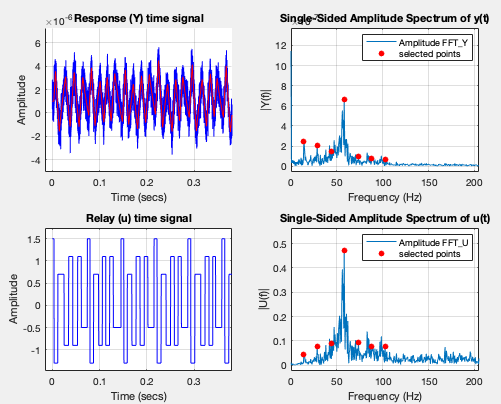 Response (Y) time signal
×10⁻⁶
6
4
2
0
-2
-4
Amplitude
0 0.1 0.2 0.3
Time (secs)
Single-Sided Amplitude Spectrum of y(t)
12
10
8
6
4
2
0
|Y(f)|
Amplitude FFT_Y
selected points
0 50 100 150 200
Frequency (Hz)
Relay (u) time signal
1.5
1
0.5
0
-0.5
-1
Amplitude
0 0.1 0.2 0.3
Time (secs)
Single-Sided Amplitude Spectrum of u(t)
0.5
0.4
0.3
0.2
0.1
0
|U(f)|
Amplitude FFT_U
selected points
0 50 100 150 200
Frequency (Hz)